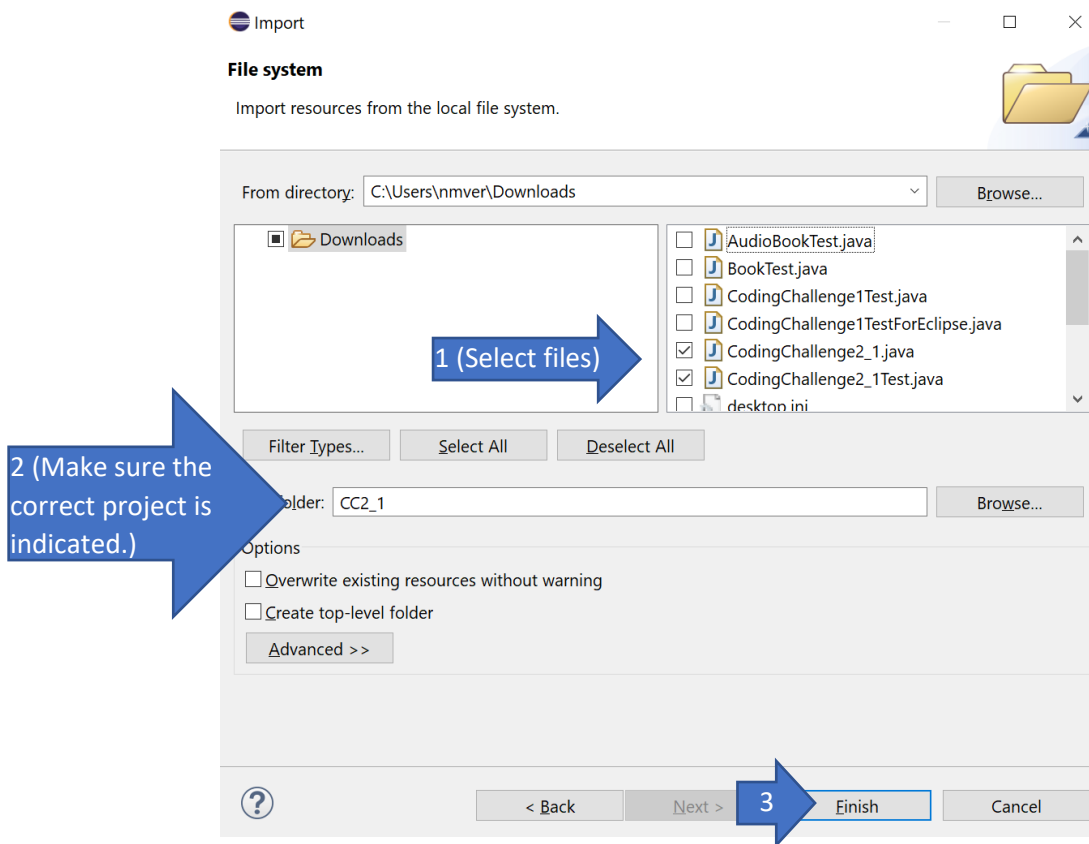 Import
File system
Import resources from the local file system.
From directory: C:\Users\nmver\Downloads
Browse...
Downloads
AudioBookTest.java
BookTest.java
CodingChallenge1Test.java
CodingChallenge1TestForEclipse.java
CodingChallenge2_1.java
CodingChallenge2_1Test.java
desktop.ini
1 (Select files)
Filter Types...
Select All
Deselect All
2 (Make sure the
correct project is
indicated.)
older: CC2_1
Browse...
Options
Overwrite existing resources without warning
Create top-level folder
Advanced >>
?
< Back
Next >
3
Finish
Cancel